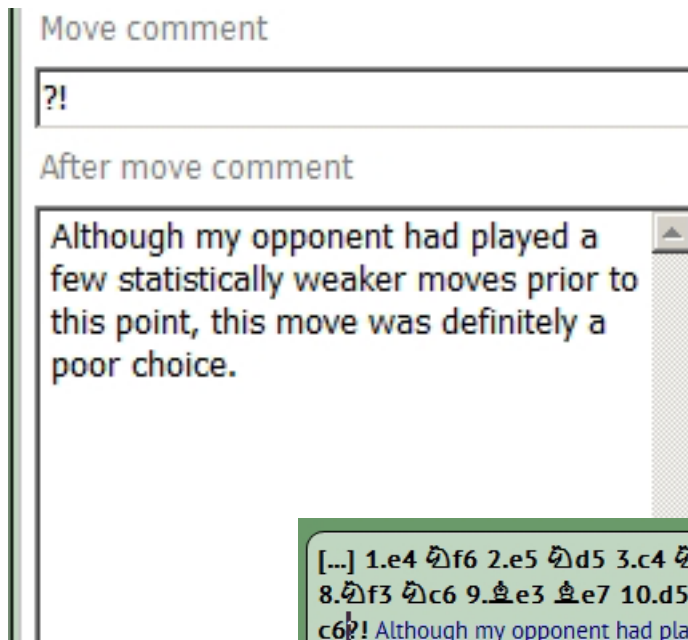 Move comment
?!
After move comment
Although my opponent had played a
few statistically weaker moves prior to
this point, this move was definitely a
poor choice.
[...] 1.e4 ♘f6 2.e5 ♘d5 3.c4
8.♘f3 ♘c6 9.♗e3 ♗e7 10.d5
c6?! Although my opponent had pla